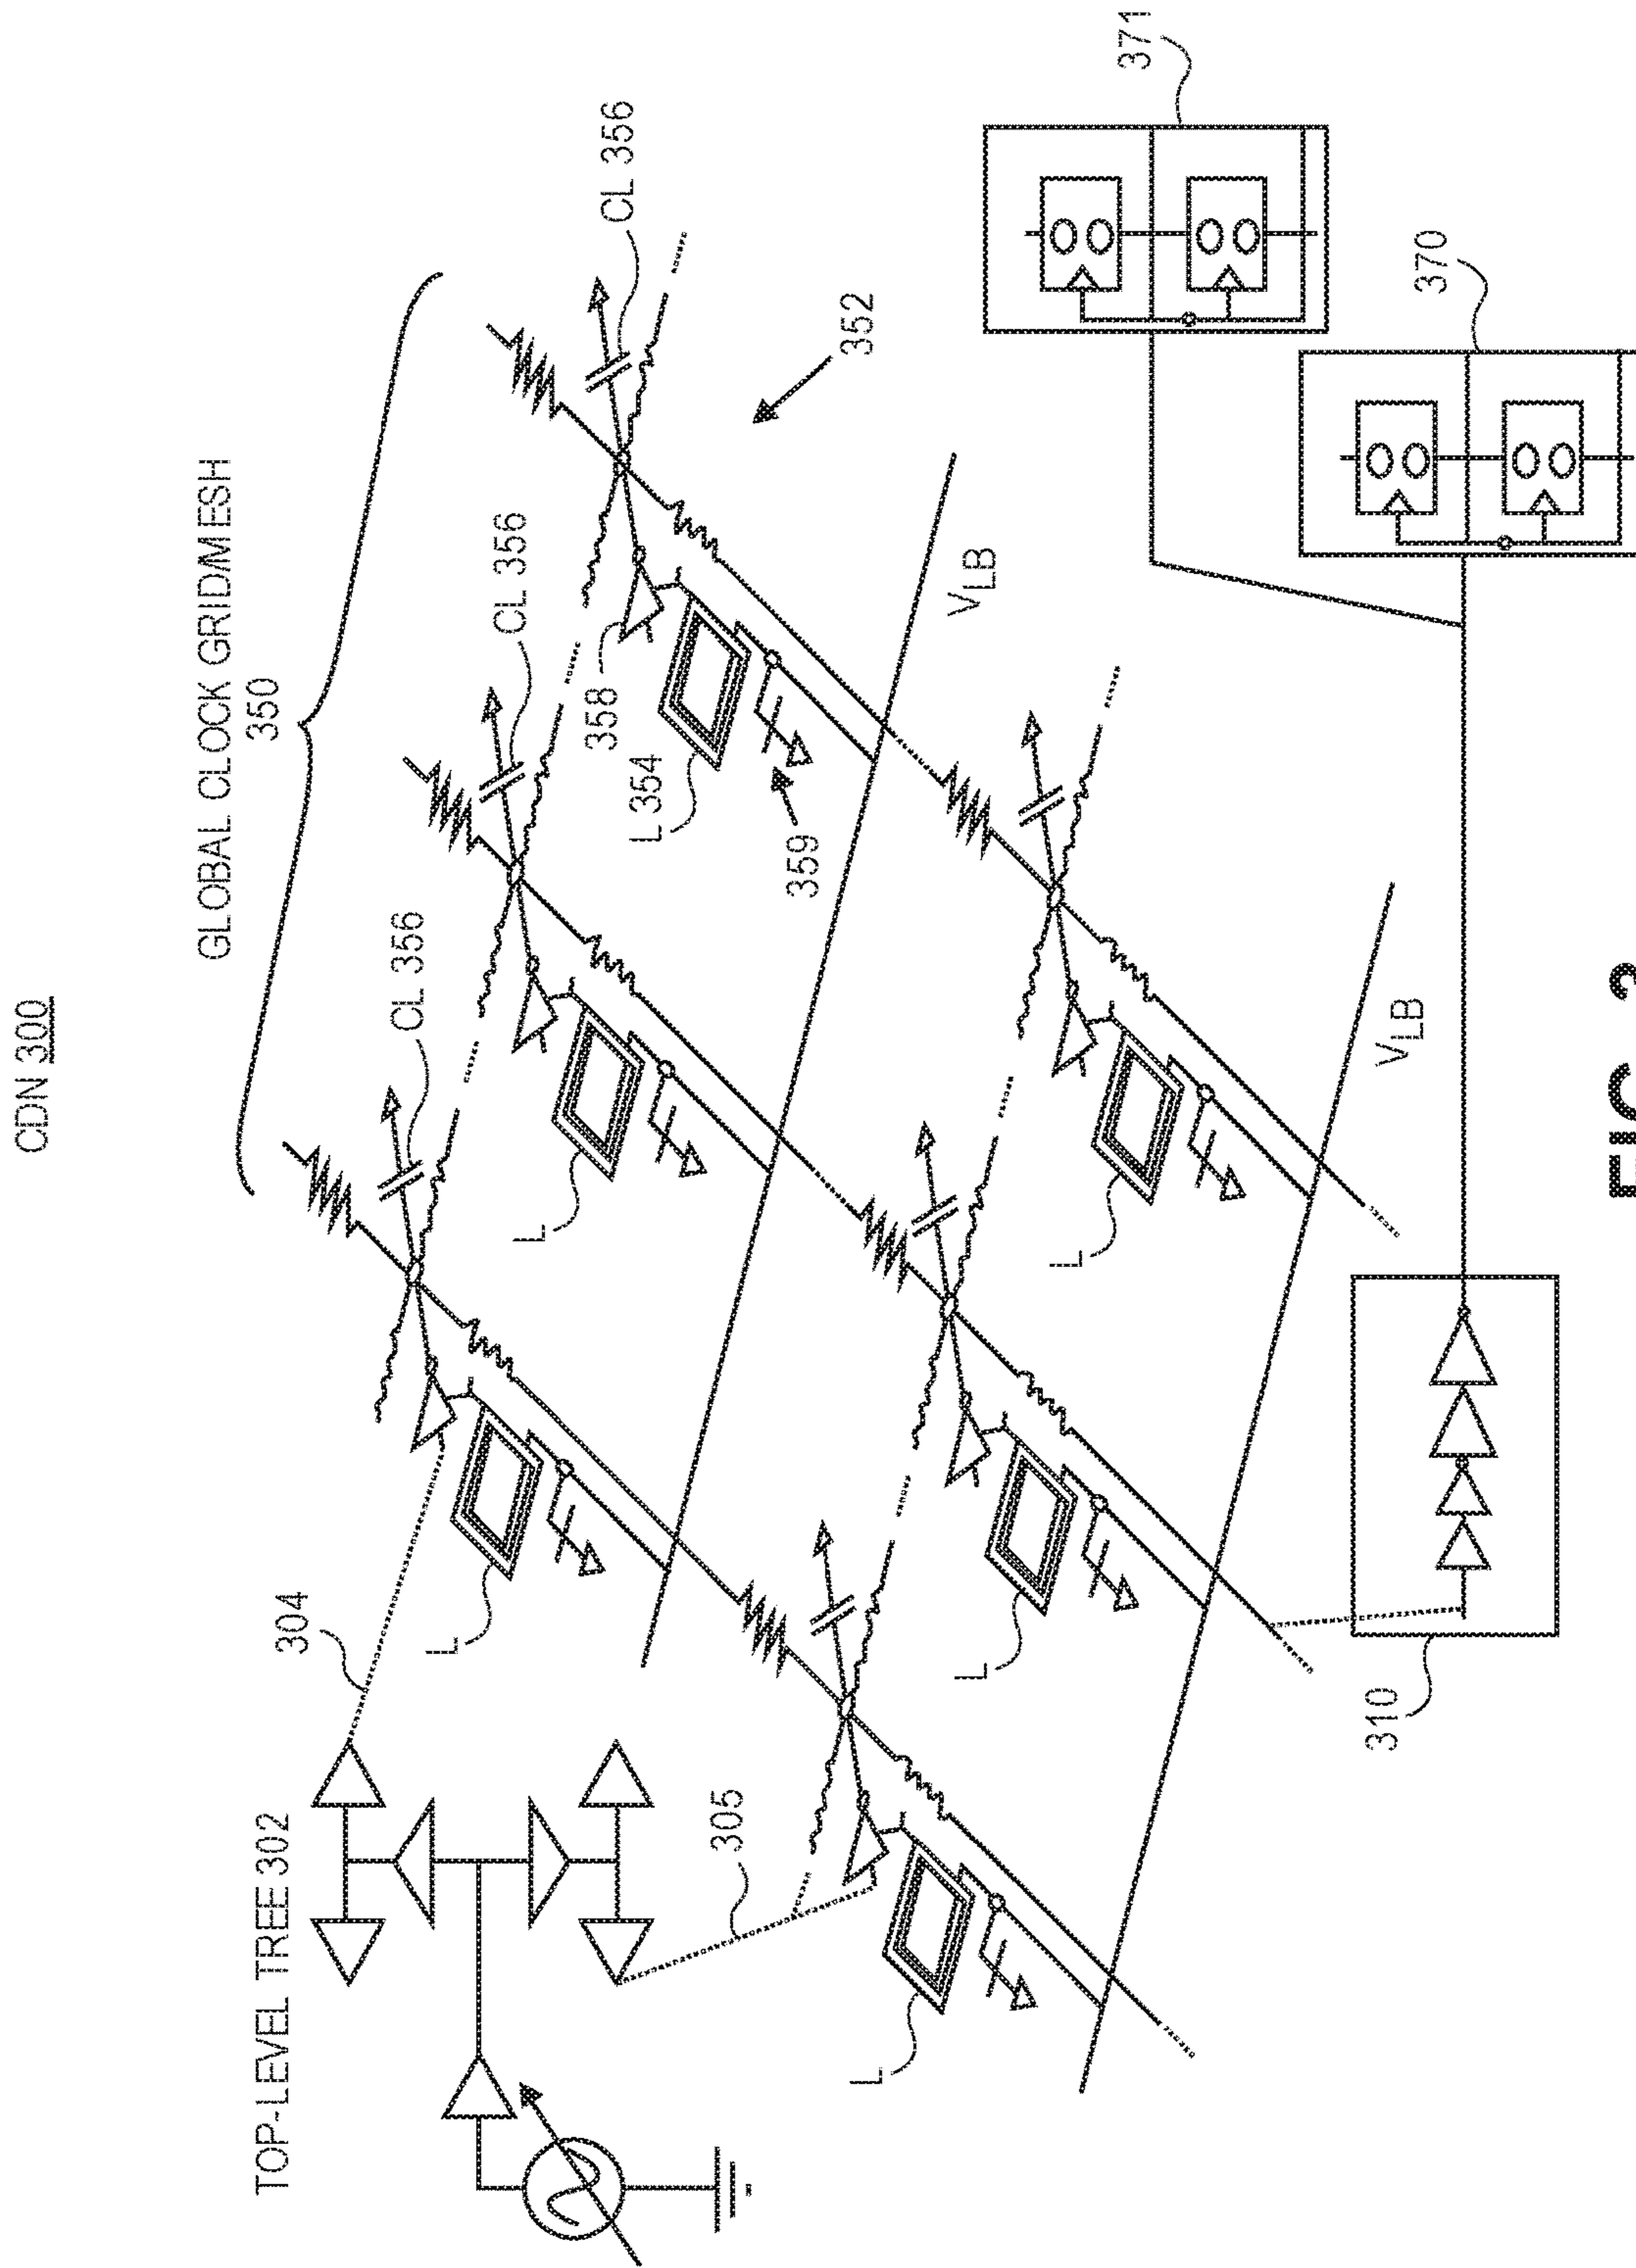 CDN 300
GLOBAL CLOCK GRID/MESH
350
TOP-LEVEL TREE 302
304
305
CL 356
CL 356
CL 356
358
L 354
359
352
L
L
L
L
L
VLB
VLB
310
370
371